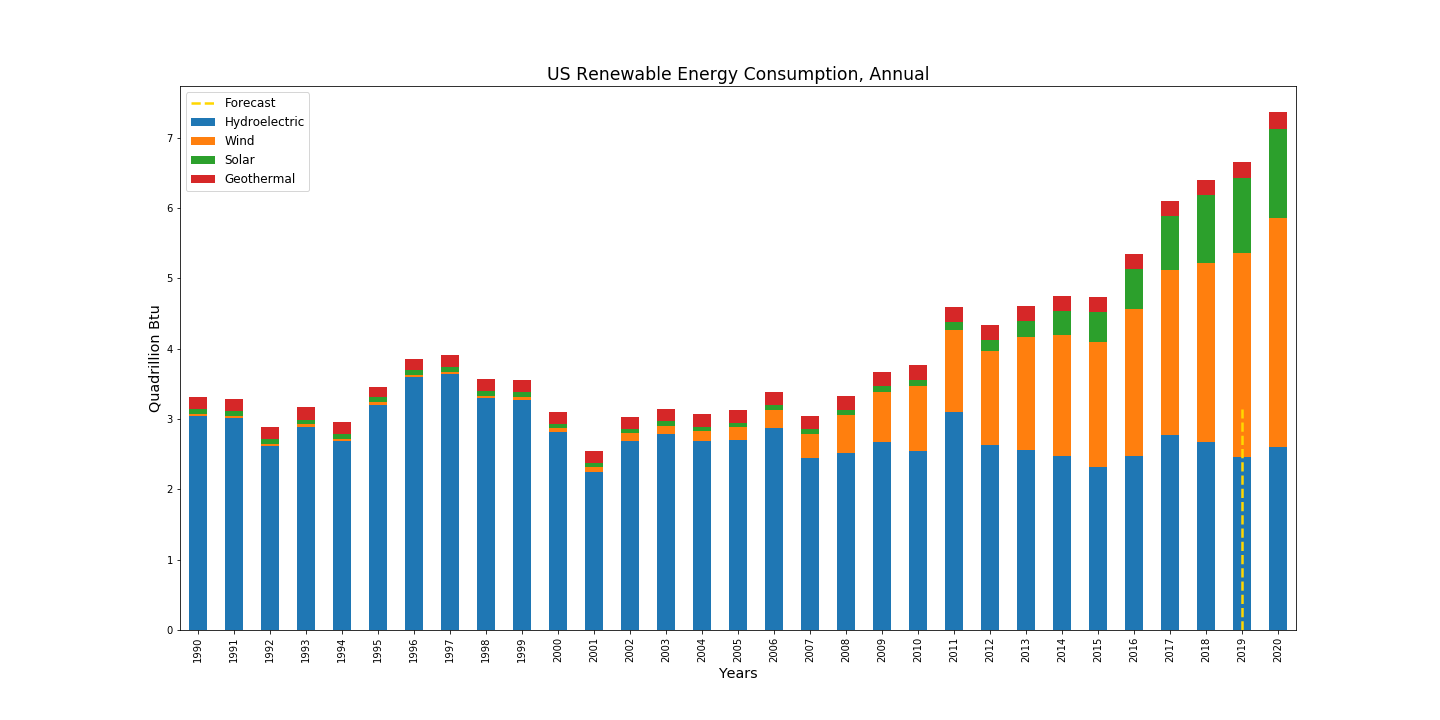 US Renewable Energy Consumption, Annual
Forecast
Hydroelectric
Wind
Solar
Geothermal
Quadrillion Btu
7
6
5
4
3
2
1
0
1990 1991 1992 1993 1994 1995 1996 1997 1998 1999 2000 2001 2002 2003 2004 2005 2006 2007 2008 2009 2010 2011 2012 2013 2014 2015 2016 2017 2018 2019 2020
Years